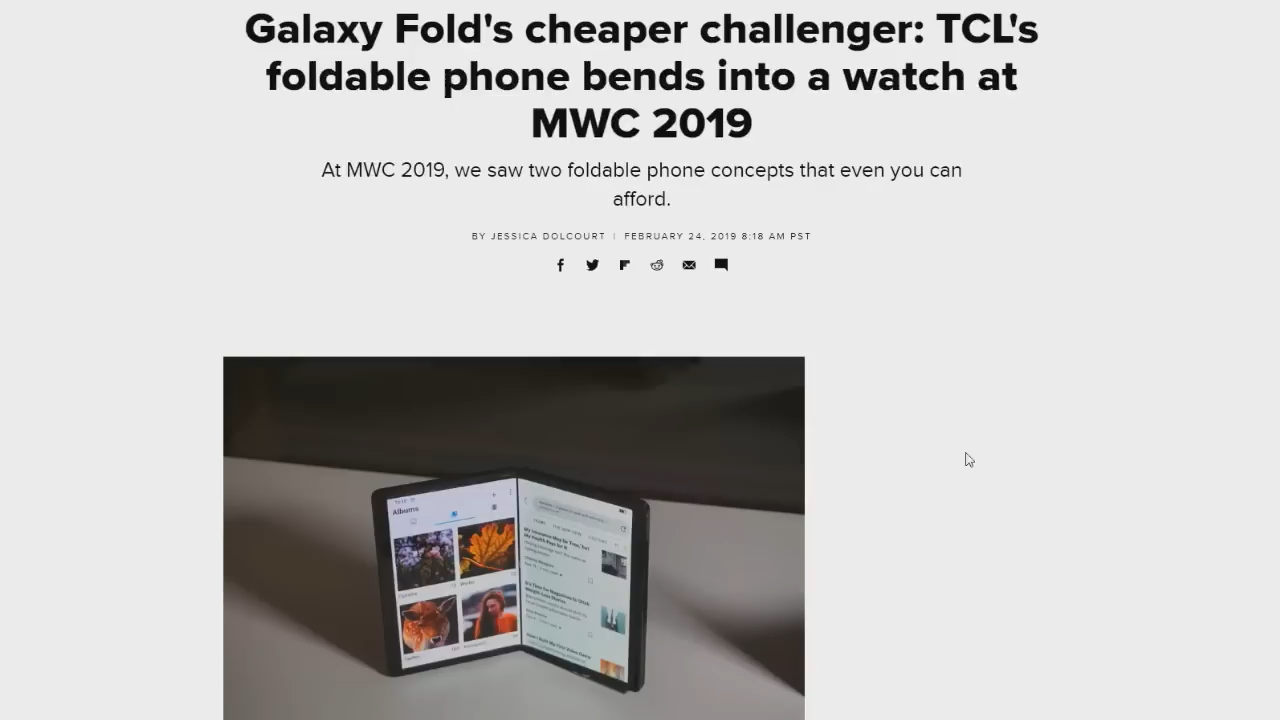 Galaxy Fold's cheaper challenger: TCL's
foldable phone bends into a watch at
MWC 2019
At MWC 2019, we saw two foldable phone concepts that even you can
afford.
BY JESSICA DOLCOURT | FEBRUARY 24, 2019 8:18 AM PST
Albums